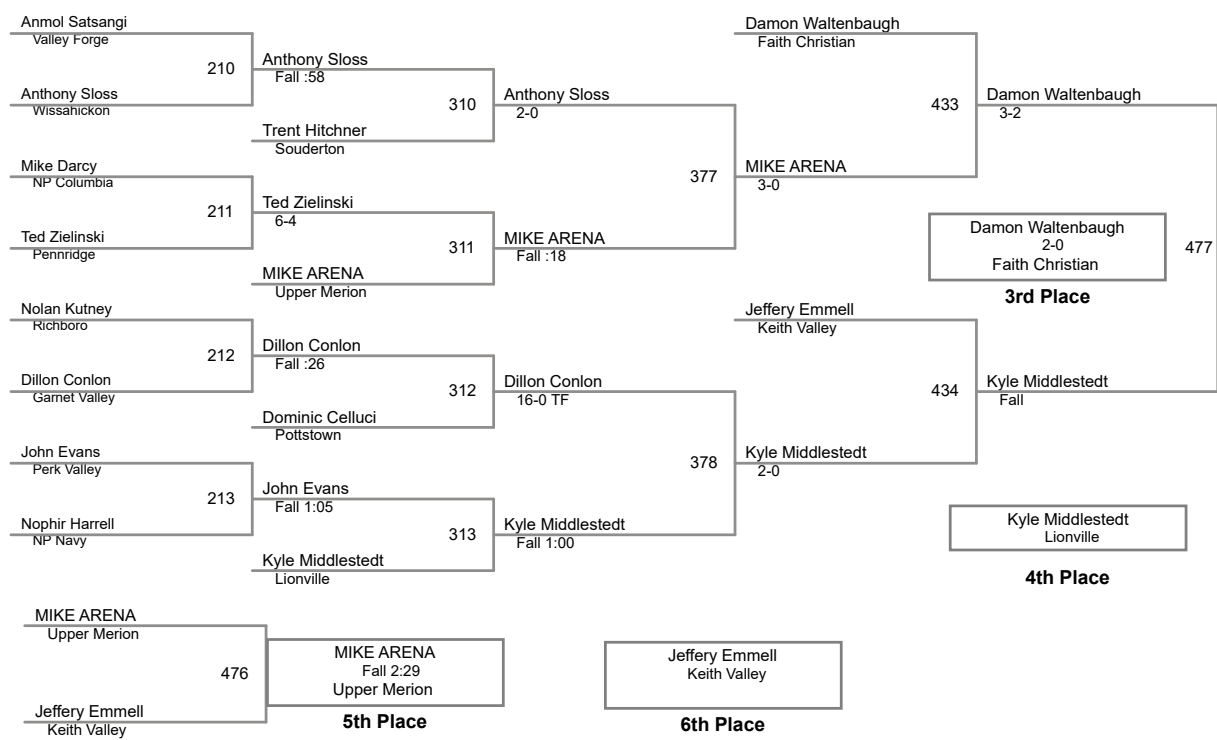 Anmol Satsangi
Valley Forge
210
Anthony Sloss
Wissahickon
Mike Darcy
NP Columbia
211
Ted Zielinski
Pennridge
Nolan Kutney
Richboro
212
Dillon Conlon
Garnet Valley
John Evans
Perk Valley
213
Nophir Harrell
NP Navy
Anthony Sloss
Fall :58
310
Trent Hitchner
Souderton
Ted Zielinski
6-4
311
MIKE ARENA
Upper Merion
Dillon Conlon
Fall :26
312
Dominic Celluci
Pottstown
John Evans
Fall 1:05
313
Kyle Middlestedt
Lionville
Anthony Sloss
2-0
377
MIKE ARENA
Fall :18
Dillon Conlon
16-0 TF
378
Kyle Middlestedt
Fall 1:00
Damon Waltenbaugh
Faith Christian
433
MIKE ARENA
3-0
Jeffery Emmell
Keith Valley
434
Kyle Middlestedt
2-0
Damon Waltenbaugh
3-2
477
Kyle Middlestedt
Fall
Damon Waltenbaugh
2-0
Faith Christian
3rd Place
Kyle Middlestedt
Lionville
4th Place
MIKE ARENA
Upper Merion
476
Jeffery Emmell
Keith Valley
MIKE ARENA
Fall 2:29
Upper Merion
5th Place
Jeffery Emmell
Keith Valley
6th Place